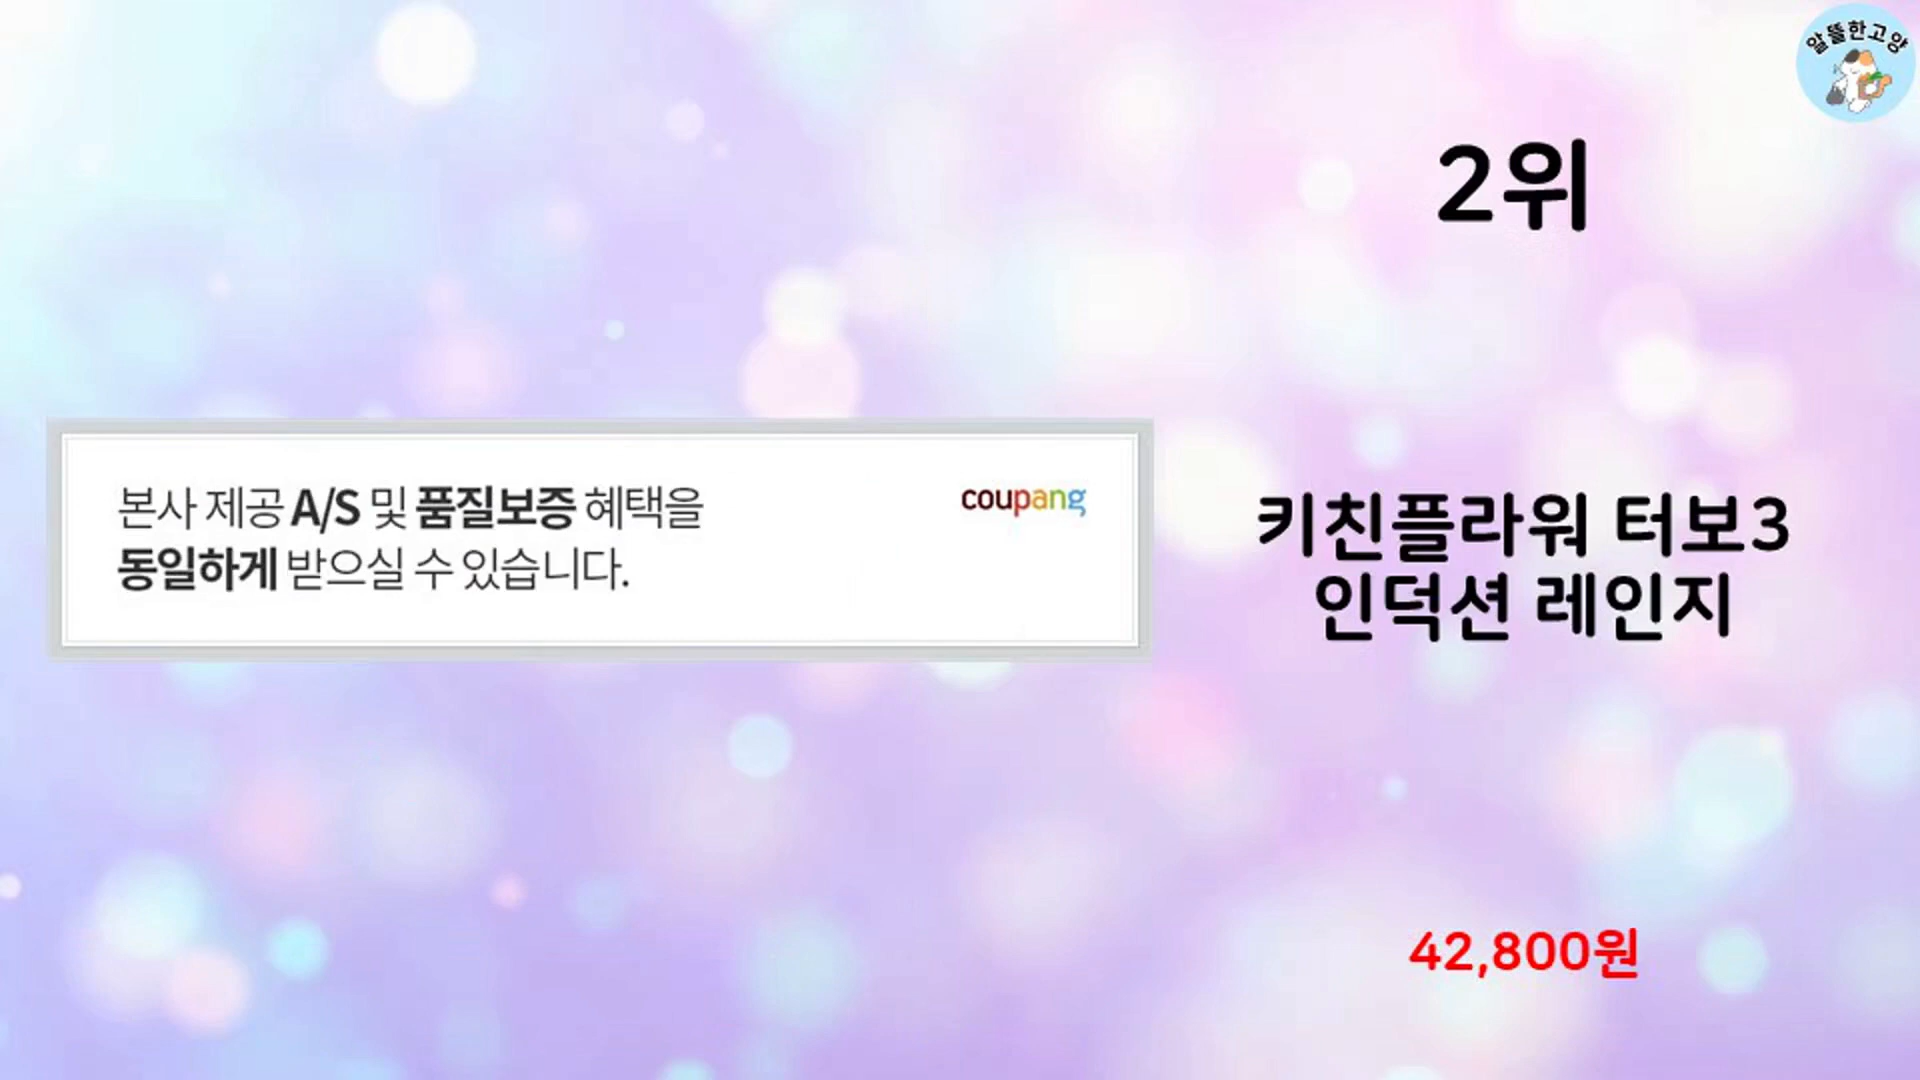 알뜰한고양
2위
본사 제공 A/S 및 품질보증 혜택을
동일하게 받으실 수 있습니다.
coupang
키친플라워 터보3
인덕션 레인지
42,800원